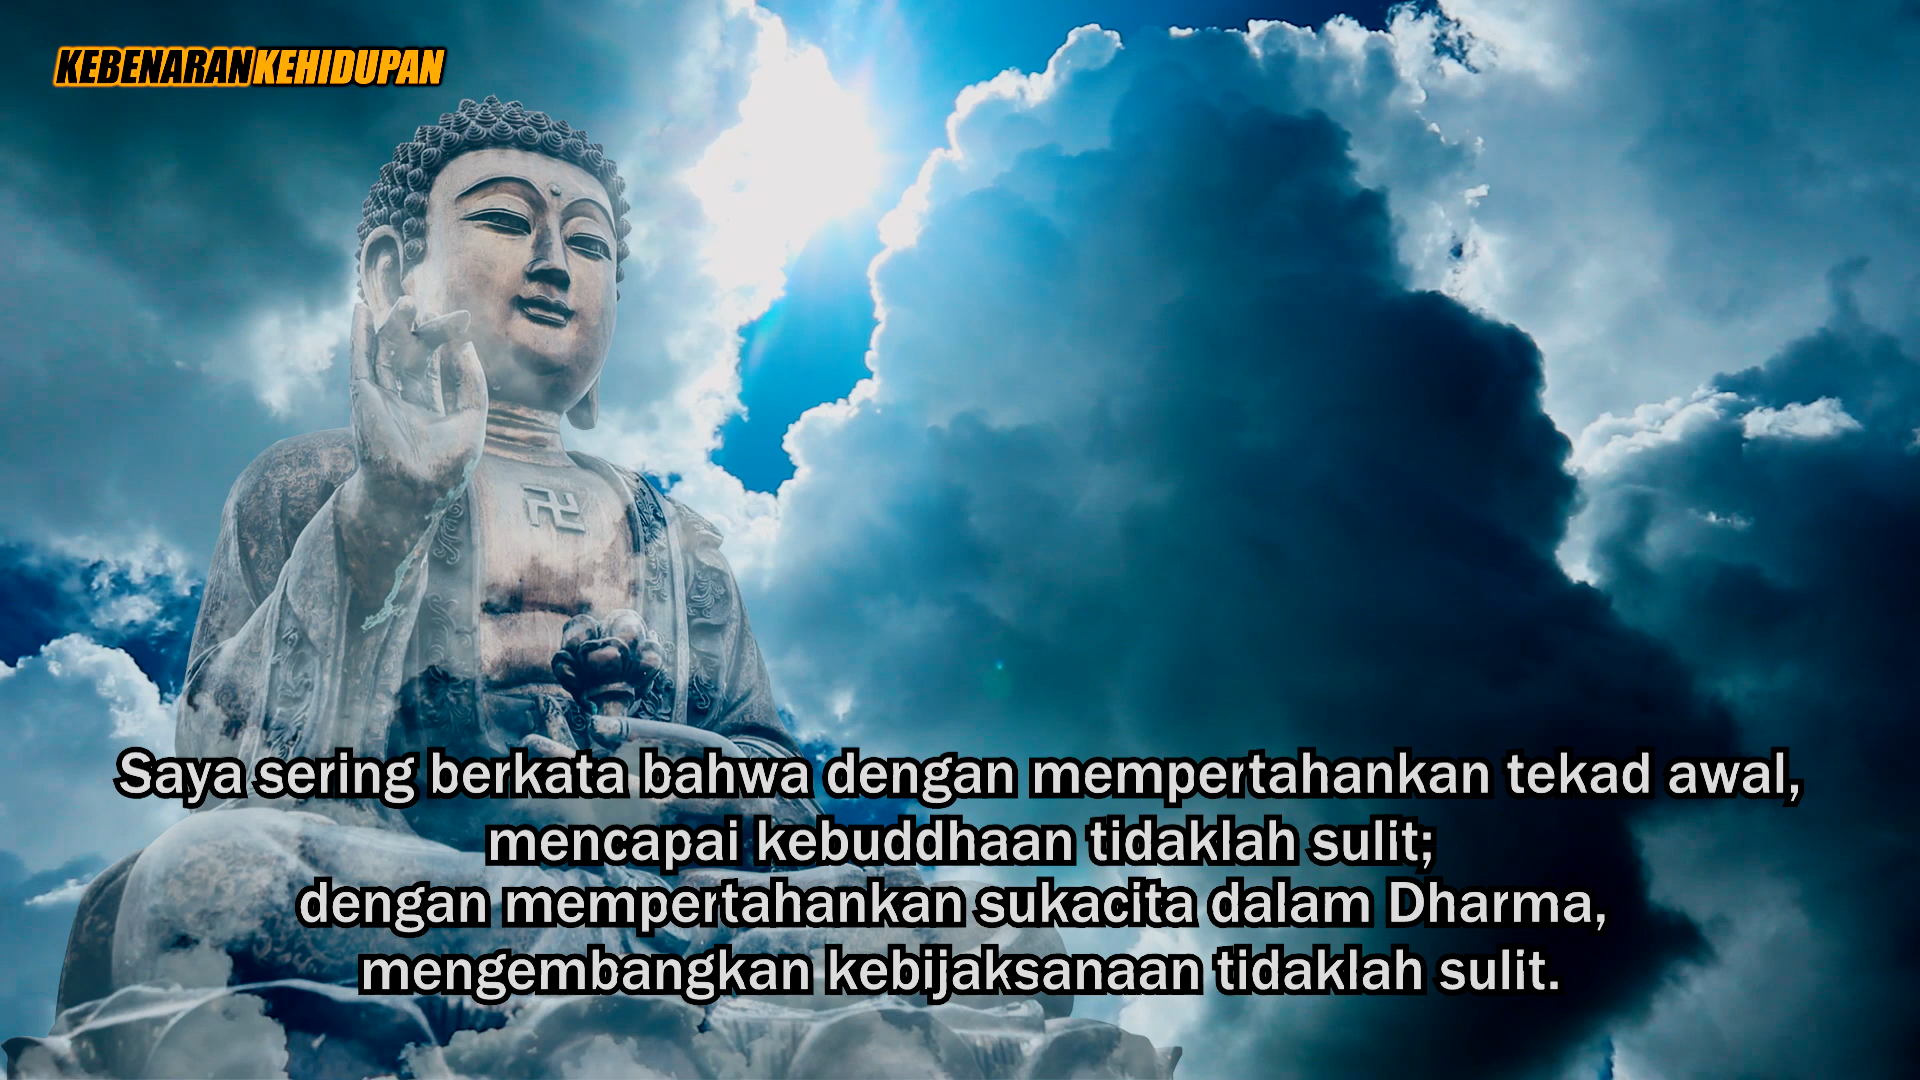 KEBENARANKEHIDUPAN
Saya sering berkata bahwa dengan mempertahankan tekad awal,
mencapai kebuddhaan tidaklah sulit;
dengan mempertahankan sukacita dalam Dharma,
mengembangkan kebijaksanaan tidaklah sulit.